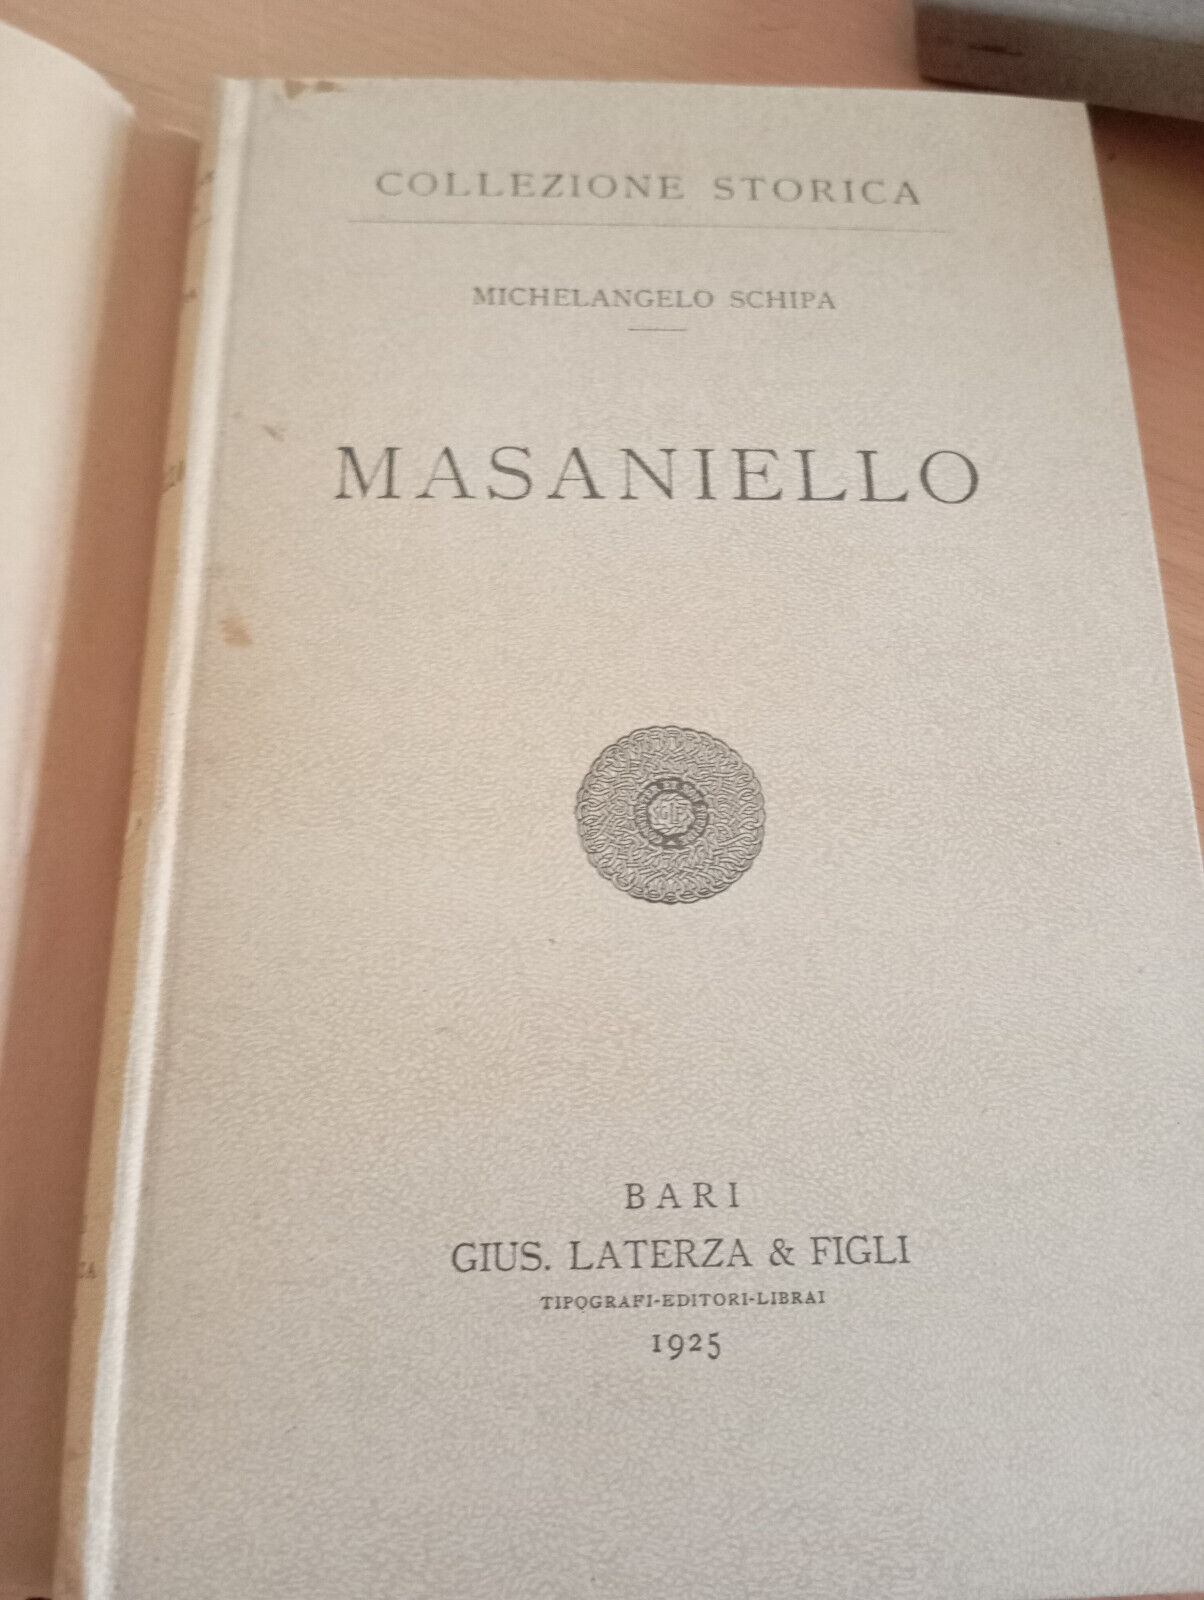 COLLEZIONE STORICA
MICHELANGELO SCHIPA
MASANIELLO
BARI
GIUS. LATERZA & FIGLI
TIPOGRAFI-EDITORI-LIBRAI
1925